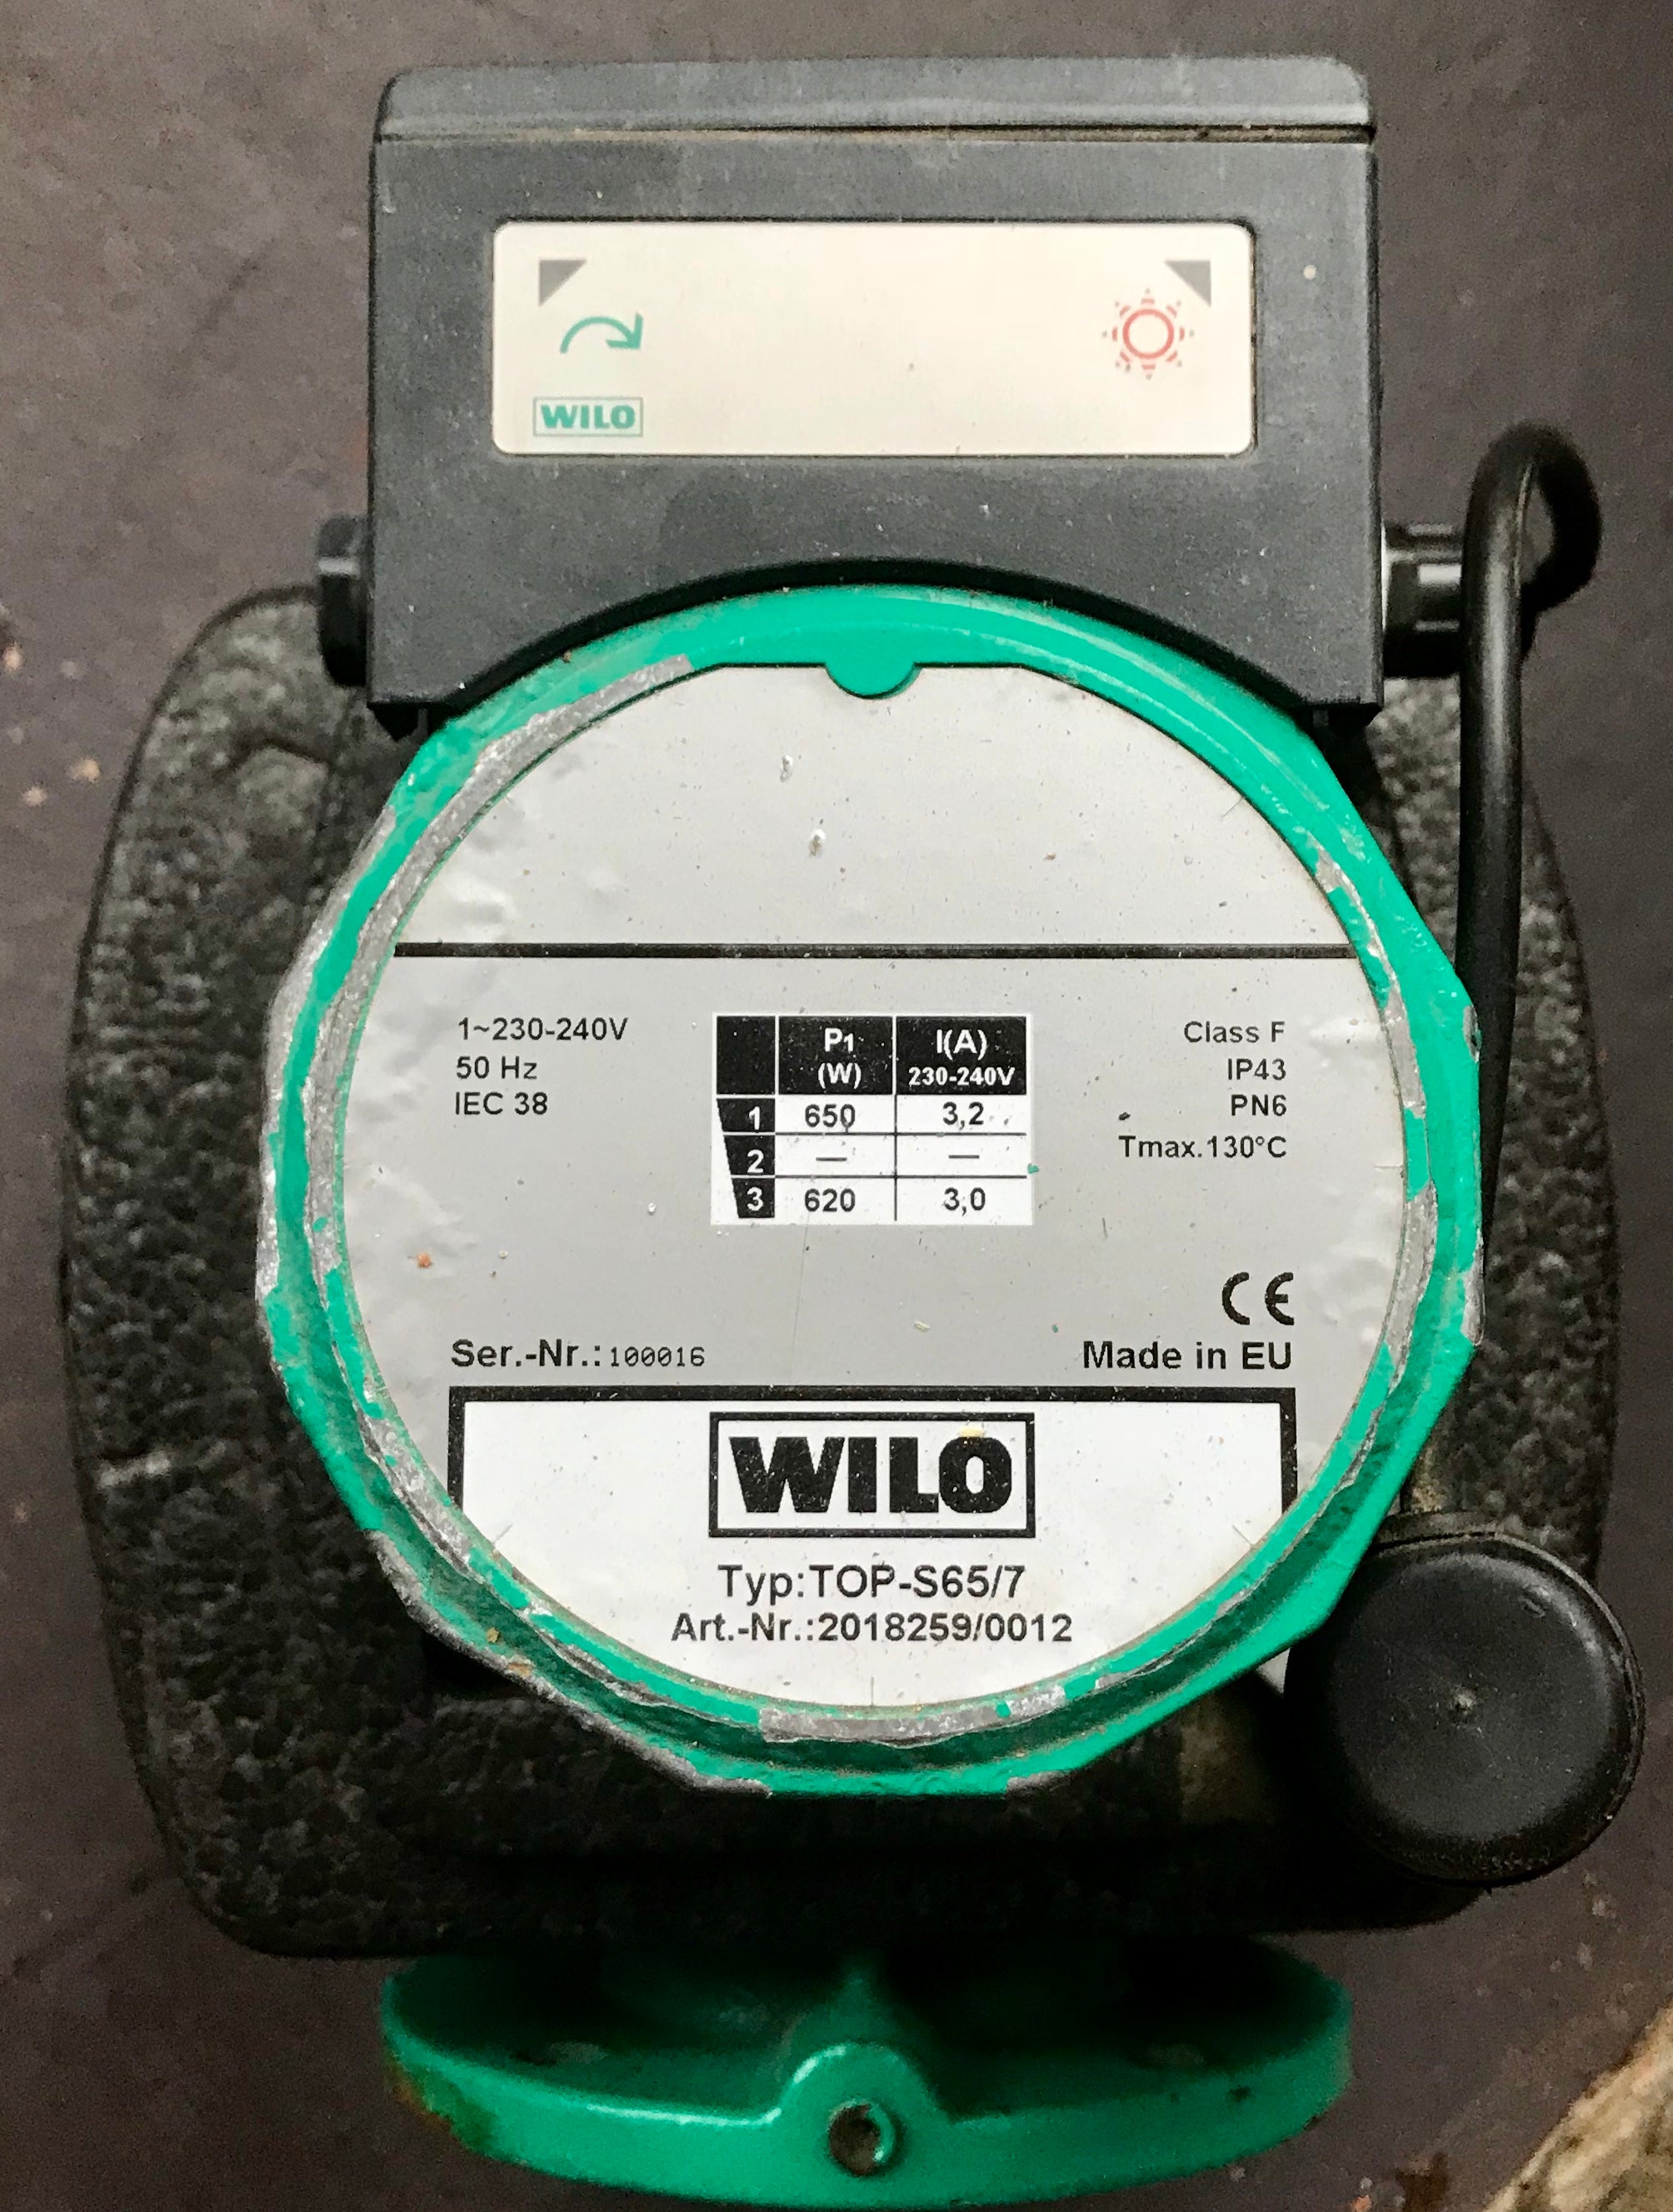 WILO
1~230-240V
50 Hz
IEC 38
P1 (W) I(A) 230-240V
1 650 3,2
2 — —
3 620 3,0
Class F
IP43
PN6
Tmax.130°C
CE
Ser.-Nr.:100016
Made in EU
WILO
Typ:TOP-S65/7
Art.-Nr.:2018259/0012